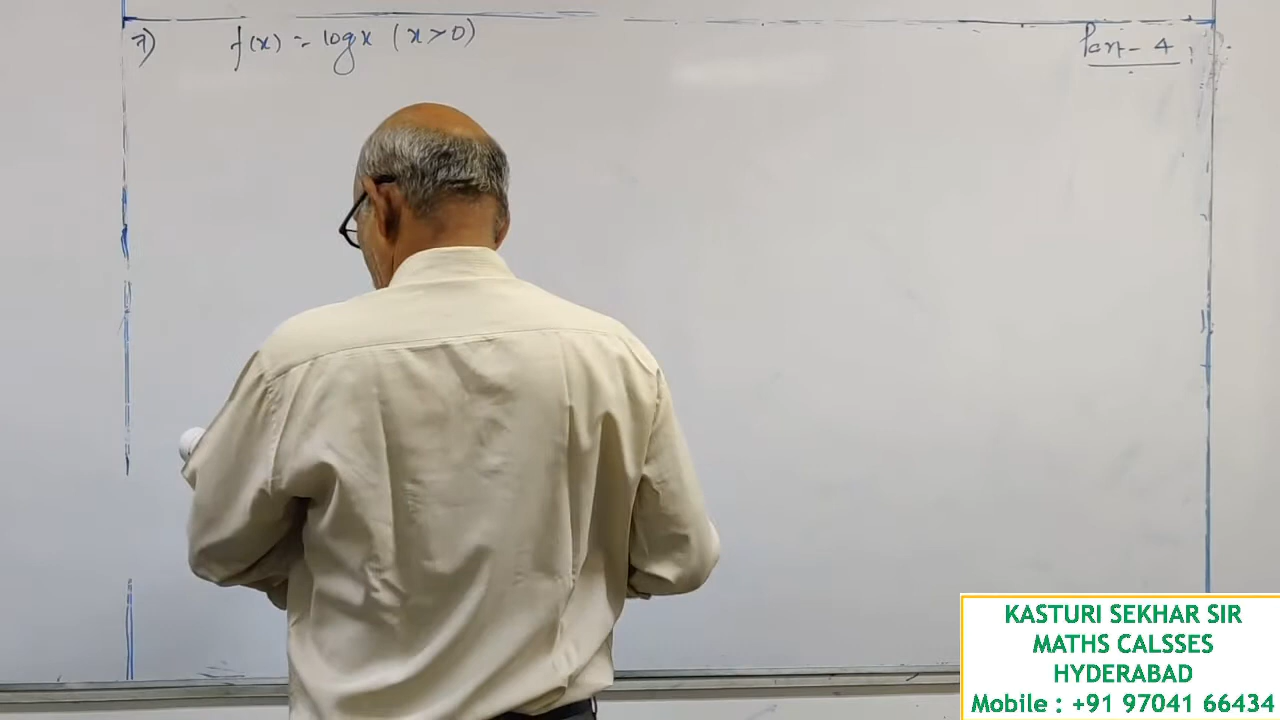 7) f(x) = log x (x > 0)
Part - 4
KASTURI SEKHAR SIR
MATHS CALSSES
HYDERABAD
Mobile : +91 97041 66434